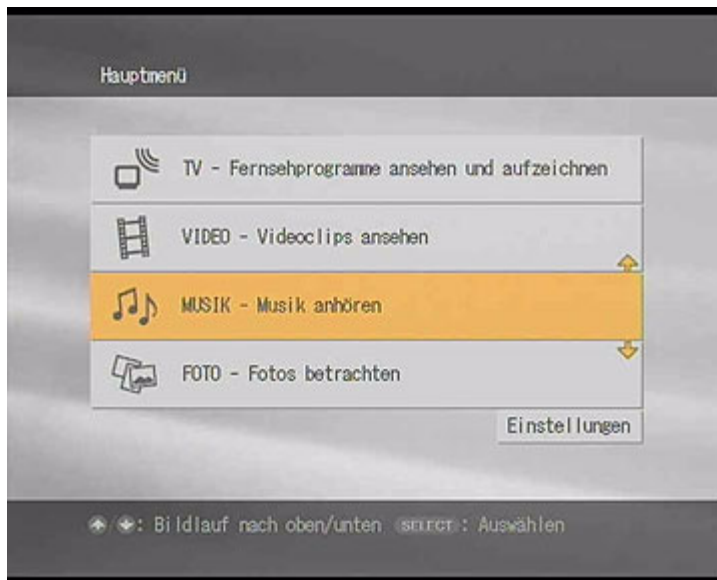 Hauptmenü
TV - Fernsehprogramme ansehen und aufzeichnen
VIDEO - Videoclips ansehen
MUSIK - Musik anhören
FOTO - Fotos betrachten
Einstellungen
: Bildlauf nach oben/unten SELECT : Auswählen